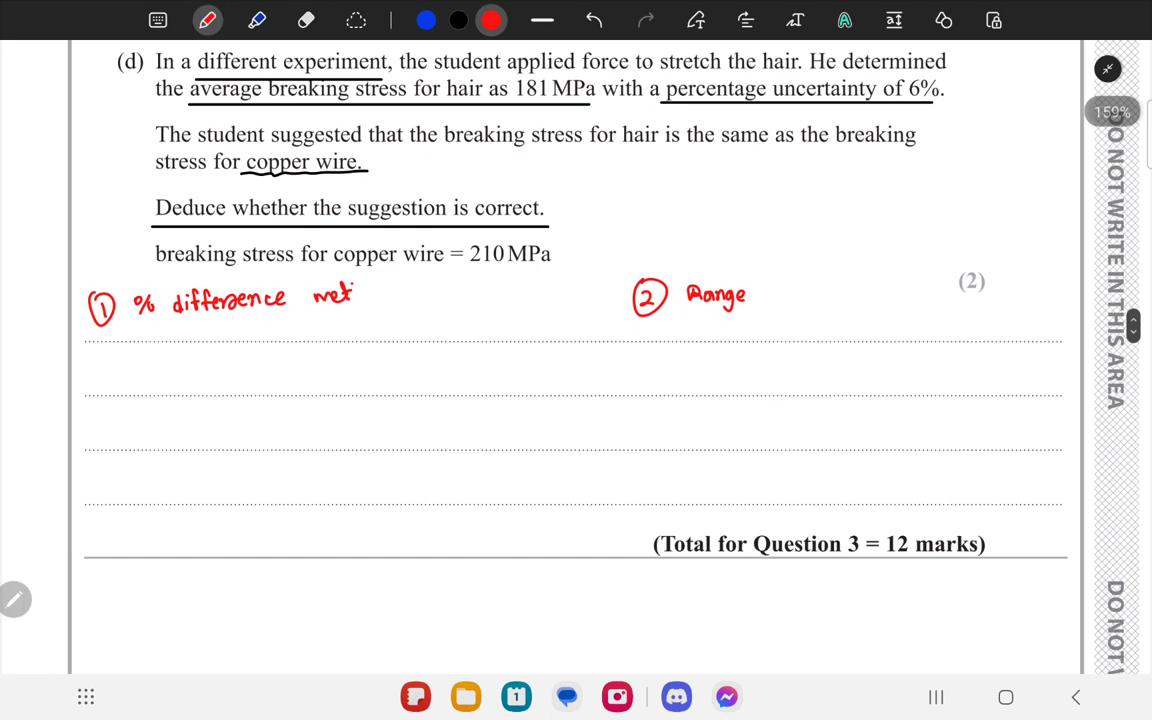 (d) In a different experiment, the student applied force to stretch the hair. He determined
the average breaking stress for hair as 181 MPa with a percentage uncertainty of 6%.
159%
The student suggested that the breaking stress for hair is the same as the breaking
stress for copper wire.
Deduce whether the suggestion is correct.
breaking stress for copper wire = 210 MPa
(2)
① % difference met
② Range
(Total for Question 3 = 12 marks)
DO NOT WRITE IN THIS AREA
DO NOT